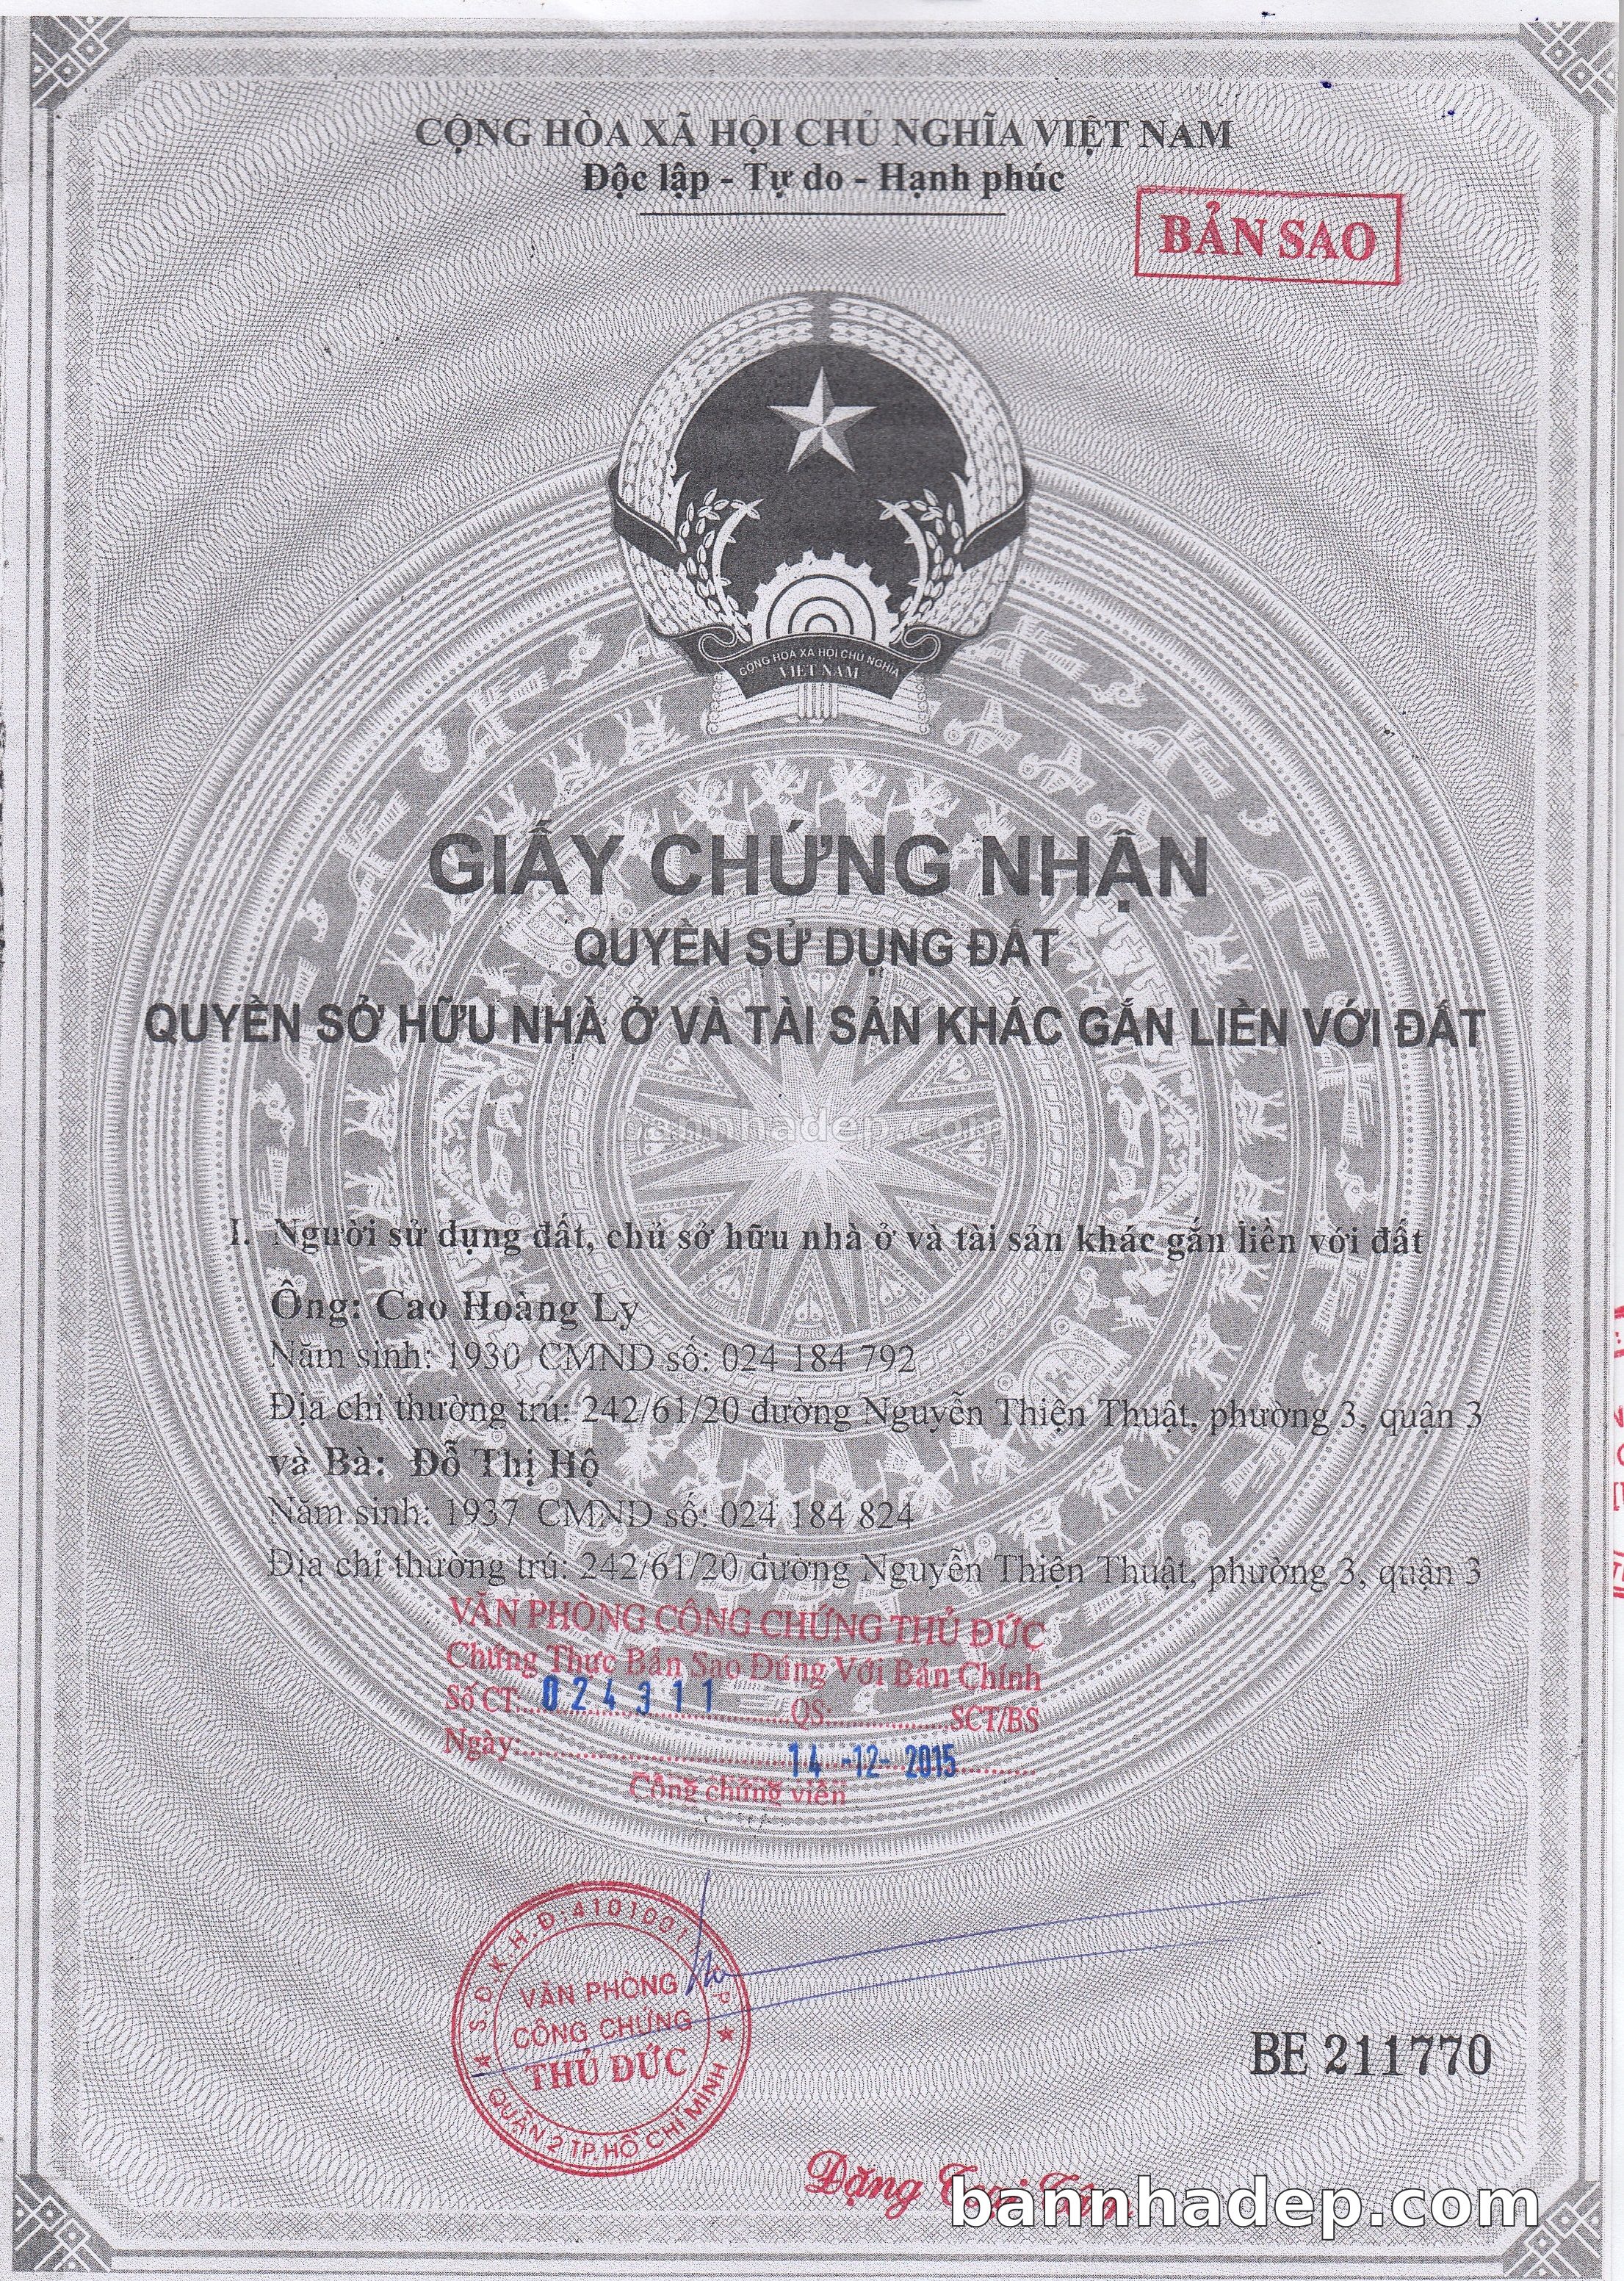 CỘNG HÒA XÃ HỘI CHỦ NGHĨA VIỆT NAM
Độc lập - Tự do - Hạnh phúc
BẢN SAO
CỘNG HOÀ XÃ HỘI CHỦ NGHĨA
VIỆT NAM
GIẤY CHỨNG NHẬN
QUYỀN SỬ DỤNG ĐẤT
QUYỀN SỞ HỮU NHÀ Ở VÀ TÀI SẢN KHÁC GẮN LIỀN VỚI ĐẤT
bannhadep.com
I. Người sử dụng đất, chủ sở hữu nhà ở và tài sản khác gắn liền với đất
Ông: Cao Hoàng Ly
Năm sinh: 1930 CMND số: 024 184 792
Địa chỉ thường trú: 242/61/20 đường Nguyễn Thiện Thuật, phường 3, quận 3
và Bà: Đỗ Thị Hộ
Năm sinh: 1937 CMND số: 024 184 824
Địa chỉ thường trú: 242/61/20 đường Nguyễn Thiện Thuật, phường 3, quận 3
VĂN PHÒNG CÔNG CHỨNG THỦ ĐỨC
Chứng Thực Bản Sao Đúng Với Bản Chính
Số CT: 024311 QS: SCT/BS
Ngày: 14-12-2015
Công chứng viên
S.Đ.K.H.Đ: 4101001
VĂN PHÒNG
CÔNG CHỨNG
THỦ ĐỨC
QUẬN 2 TP. HỒ CHÍ MINH
BE 211770
Đặng
bannhadep.com